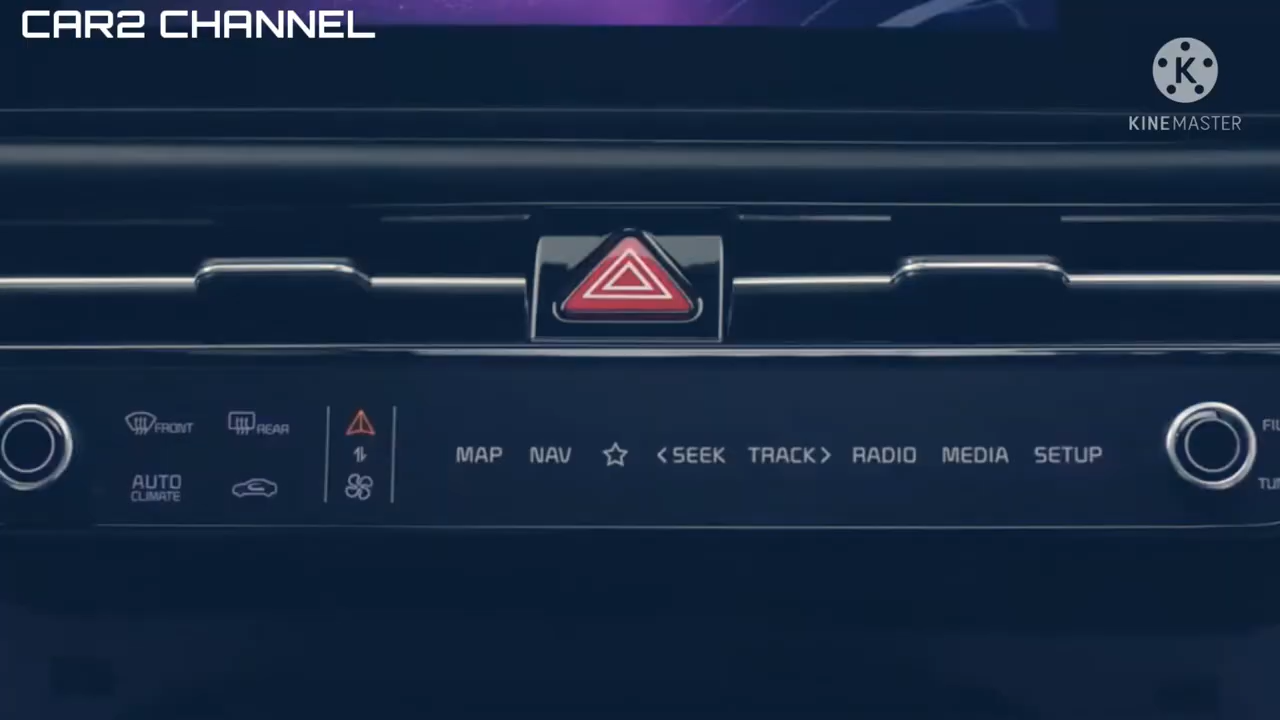 CAR2 CHANNEL
KINEMASTER
FRONT
REAR
AUTO
CLIMATE
MAP NAV <SEEK TRACK> RADIO MEDIA SETUP